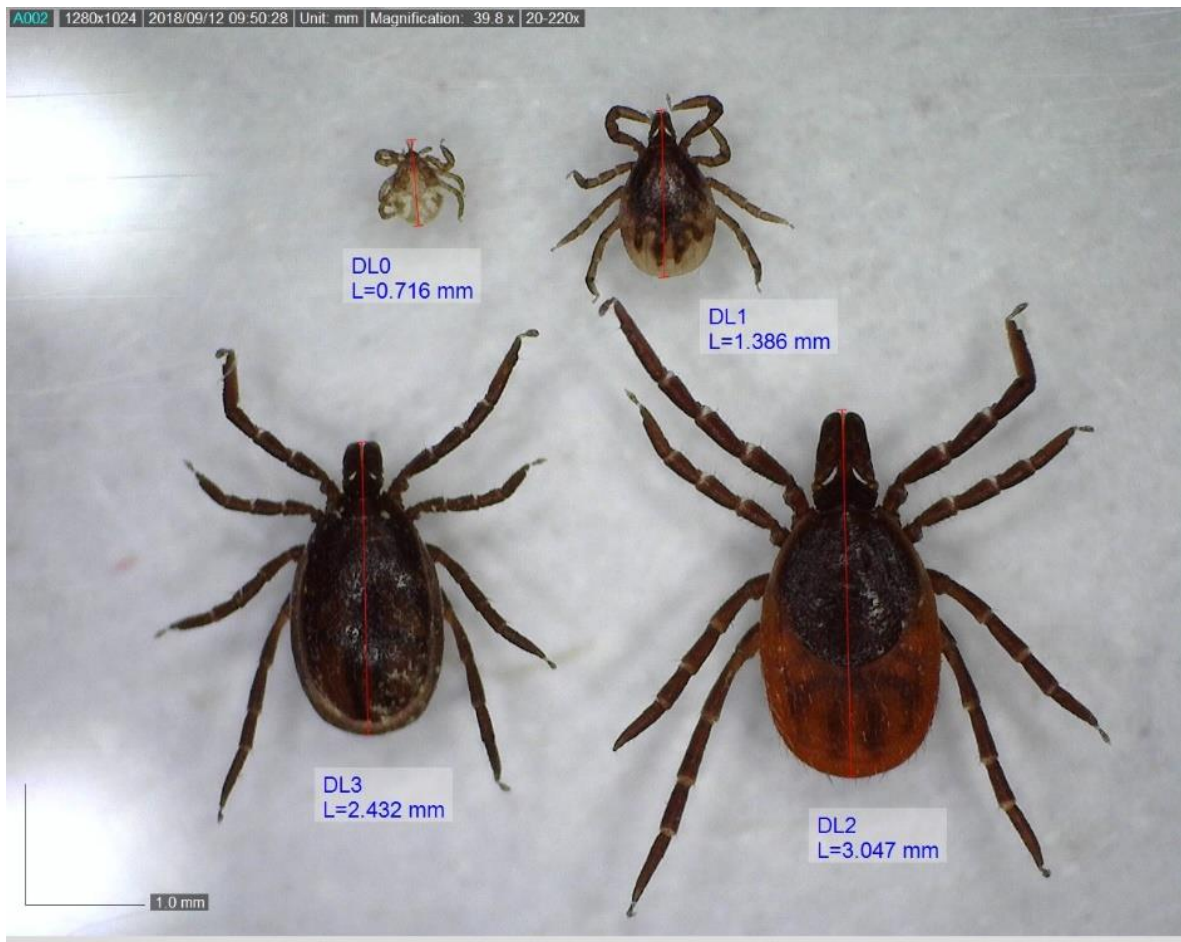 A002 1280x1024 2018/09/12 09:50:28 Unit: mm Magnification: 39.8 x 20-220x
DL0
L=0.716 mm
DL1
L=1.386 mm
DL3
L=2.432 mm
DL2
L=3.047 mm
1.0 mm